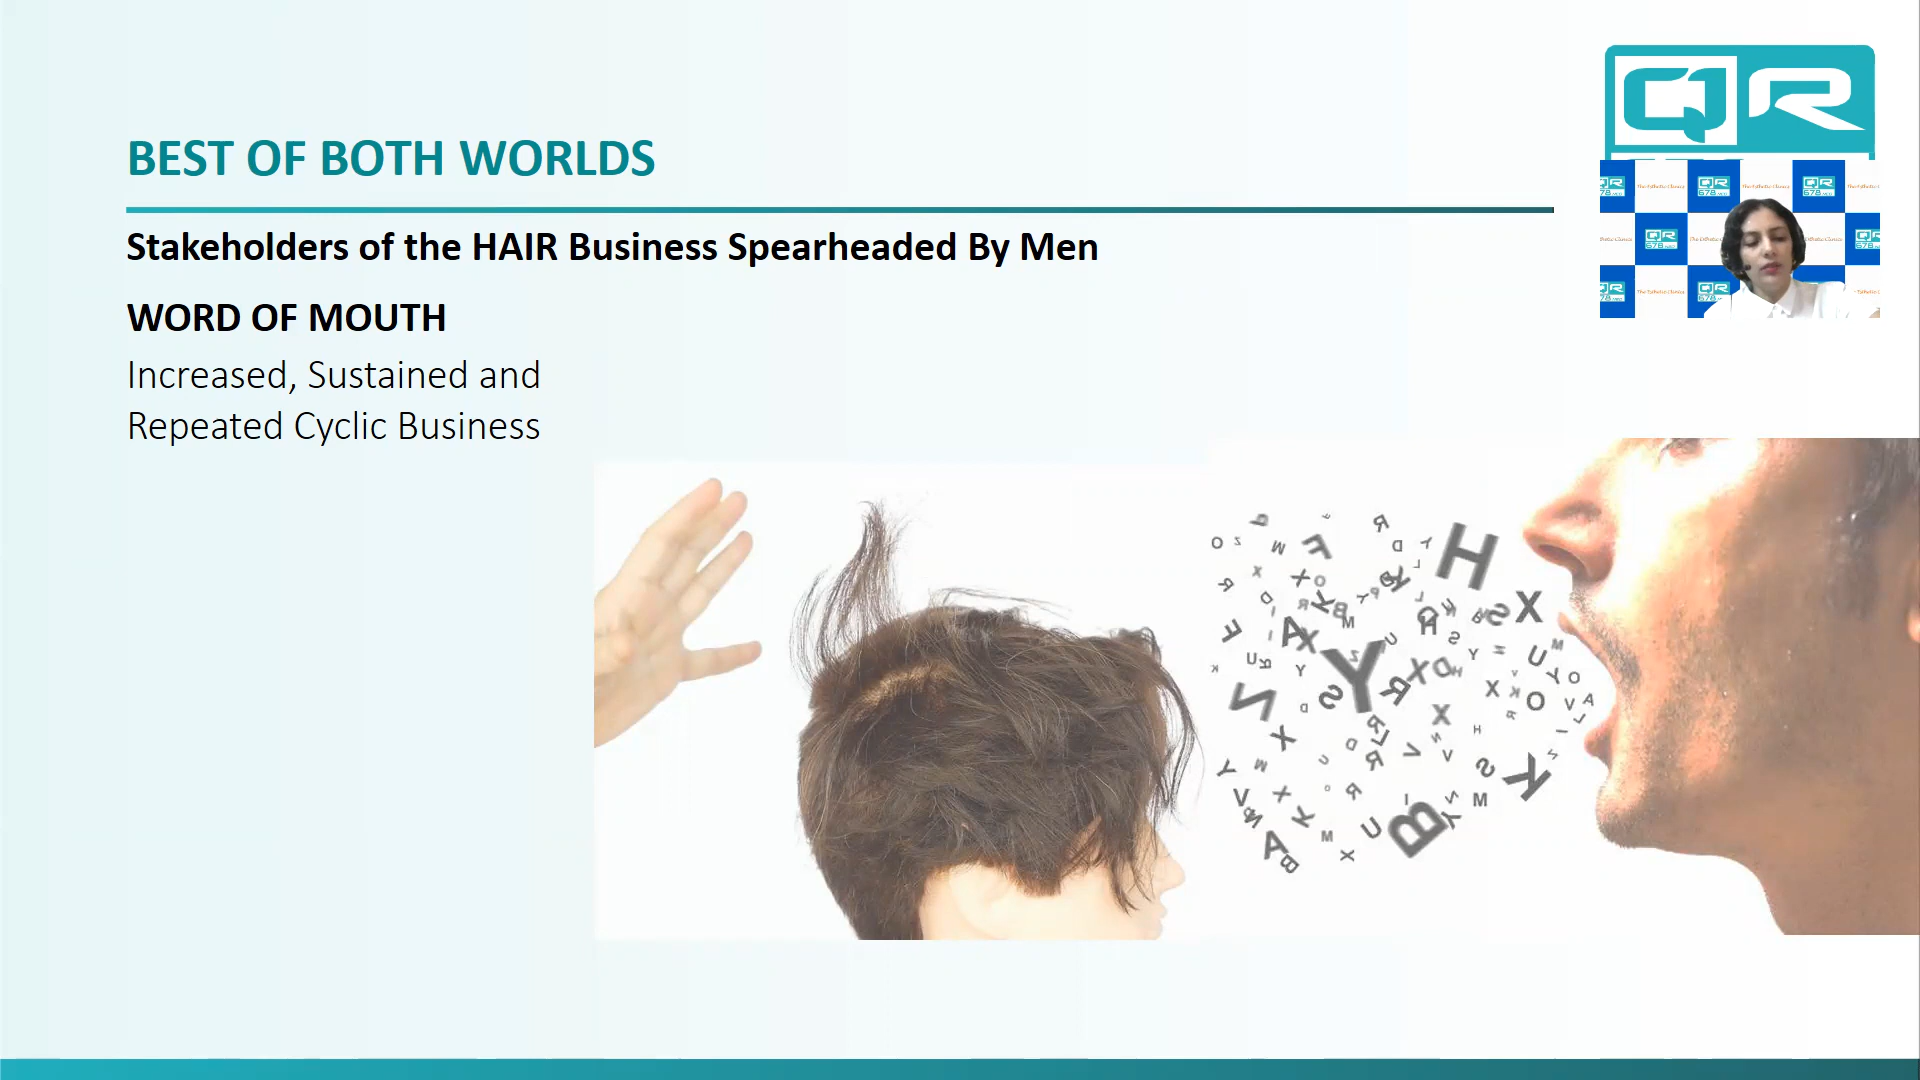 BEST OF BOTH WORLDS
QR
Stakeholders of the HAIR Business Spearheaded By Men
WORD OF MOUTH
Increased, Sustained and
Repeated Cyclic Business